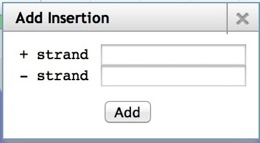 Add Insertion
+ strand
- strand
Add